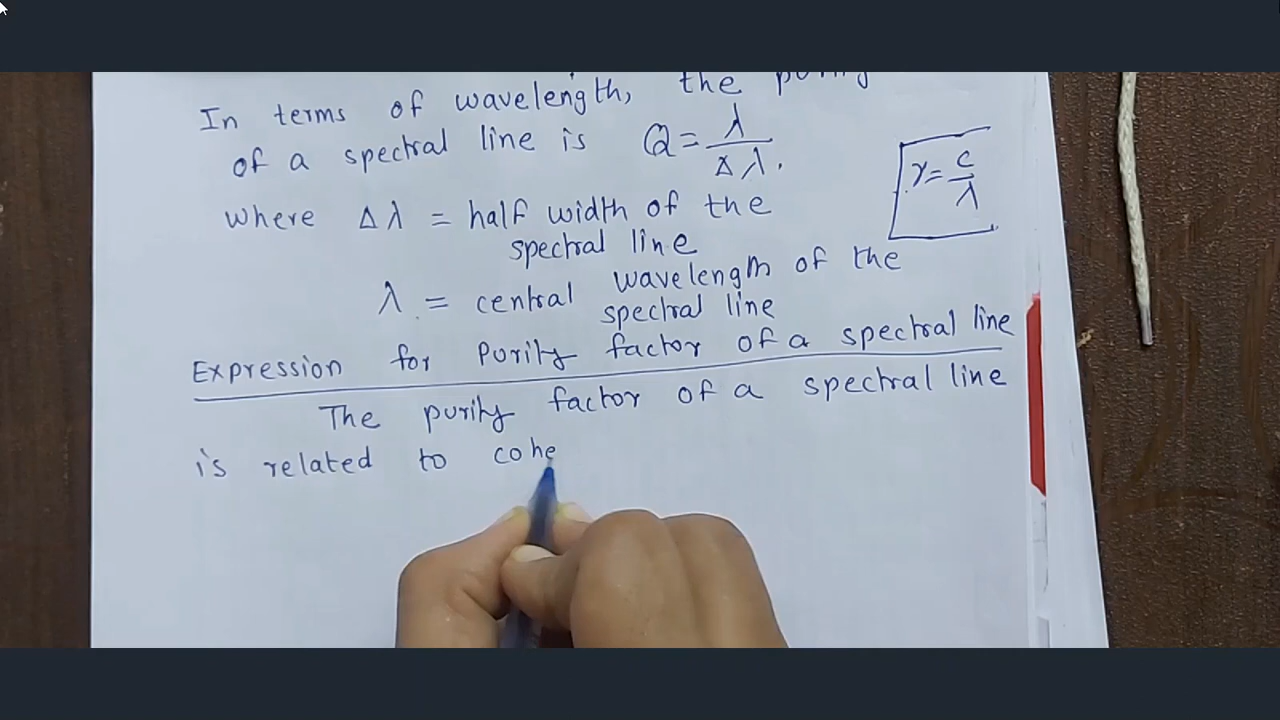 In terms of wavelength, the purity
of a spectral line is Q = λ/Δλ.
γ = c/λ
where Δλ = half width of the
spectral line
λ = central wavelength of the
spectral line
Expression for Purity factor of a spectral line
The purity factor of a spectral line
is related to cohe